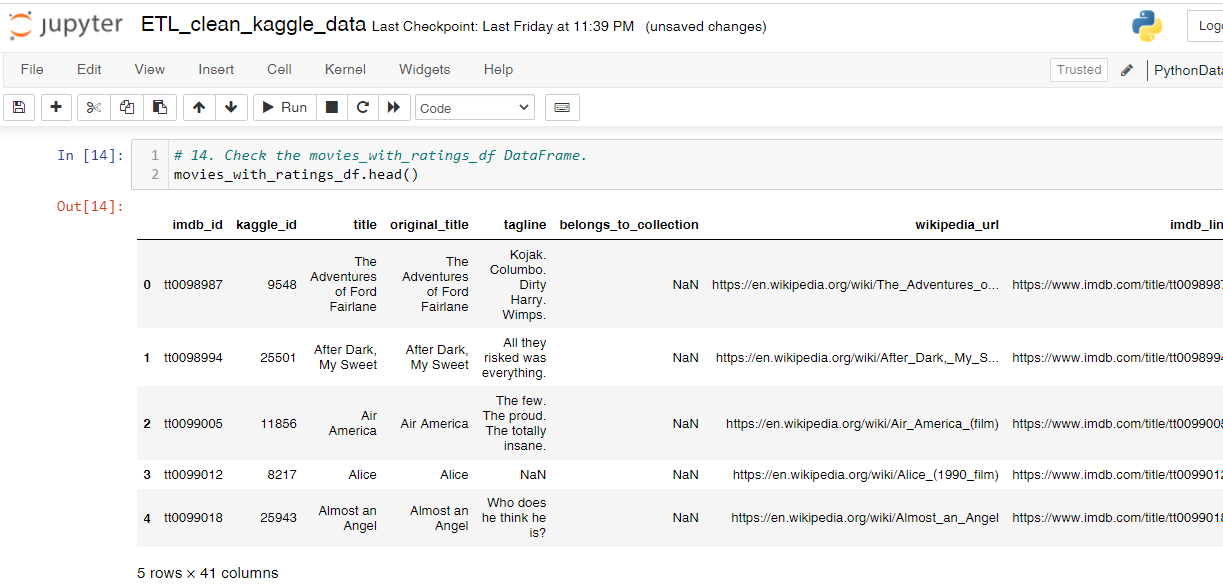 jupyter ETL_clean_kaggle_data Last Checkpoint: Last Friday at 11:39 PM (unsaved changes)
Logo
File Edit View Insert Cell Kernel Widgets Help Trusted PythonData
Run Code
In [14]: 1 # 14. Check the movies_with_ratings_df DataFrame.
2 movies_with_ratings_df.head()
Out[14]:
imdb_id kaggle_id title original_title tagline belongs_to_collection wikipedia_url imdb_lin
0 tt0098987 9548 The Adventures of Ford Fairlane The Adventures of Ford Fairlane Kojak. Columbo. Dirty Harry. Wimps. NaN https://en.wikipedia.org/wiki/The_Adventures_o... https://www.imdb.com/title/tt0098987
1 tt0098994 25501 After Dark, My Sweet After Dark, My Sweet All they risked was everything. NaN https://en.wikipedia.org/wiki/After_Dark,_My_S... https://www.imdb.com/title/tt0098994
2 tt0099005 11856 Air America Air America The few. The proud. The totally insane. NaN https://en.wikipedia.org/wiki/Air_America_(film) https://www.imdb.com/title/tt0099005
3 tt0099012 8217 Alice Alice NaN NaN https://en.wikipedia.org/wiki/Alice_(1990_film) https://www.imdb.com/title/tt0099012
4 tt0099018 25943 Almost an Angel Almost an Angel Who does he think he is? NaN https://en.wikipedia.org/wiki/Almost_an_Angel https://www.imdb.com/title/tt0099018
5 rows × 41 columns